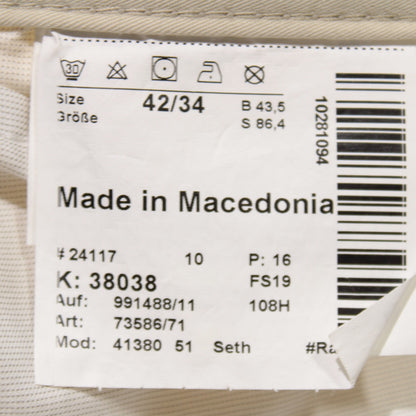 30
Size 42/34 B 43,5
Größe S 86,4
10281094
Made in Macedonia
# 24117 10 P: 16
K: 38038 FS19
Auf: 991488/11 108H
Art: 73586/71
Mod: 41380 51 Seth